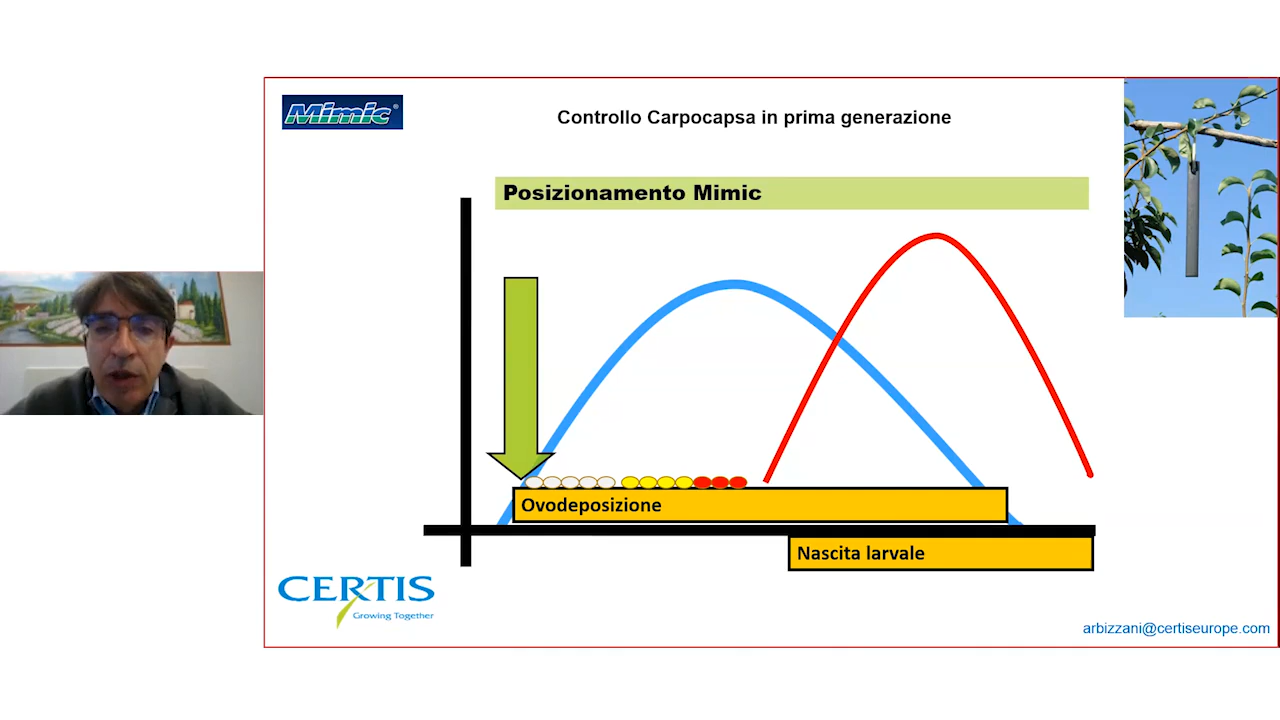 Mimic®
Controllo Carpocapsa in prima generazione
Posizionamento Mimic
Ovodeposizione
Nascita larvale
CERTIS
Growing Together
arbizzani@certiseurope.com